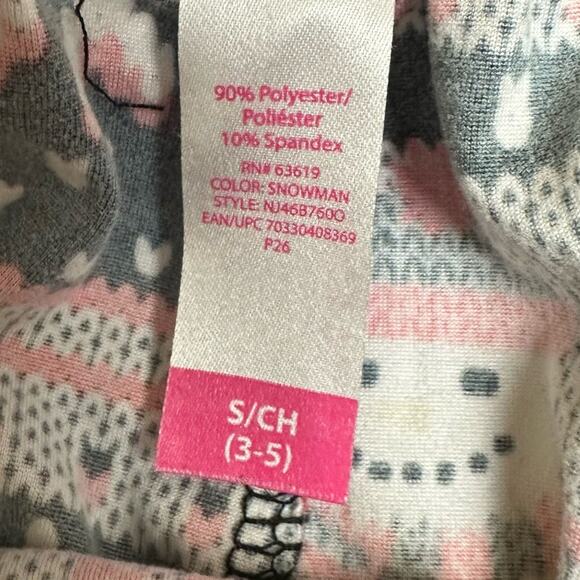 90% Polyester/
Poliéster
10% Spandex
RN# 63619
COLOR: SNOWMAN
STYLE: NJ46B760O
EAN/UPC 70330408369
P26
S/CH
(3-5)